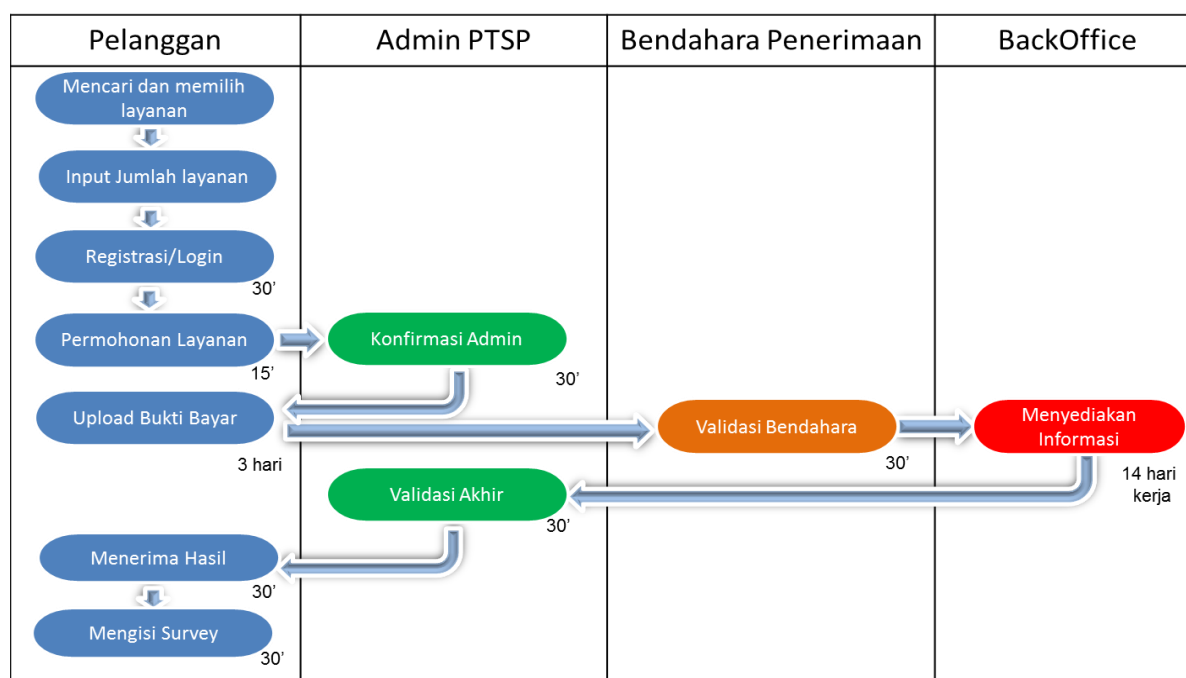 Pelanggan
Admin PTSP
Bendahara Penerimaan
BackOffice
Mencari dan memilih
layanan
Input Jumlah layanan
Registrasi/Login
30’
Permohonan Layanan
15’
Konfirmasi Admin
30’
Upload Bukti Bayar
3 hari
Validasi Bendahara
30’
Menyediakan
Informasi
14 hari
kerja
Validasi Akhir
30’
Menerima Hasil
30’
Mengisi Survey
30’